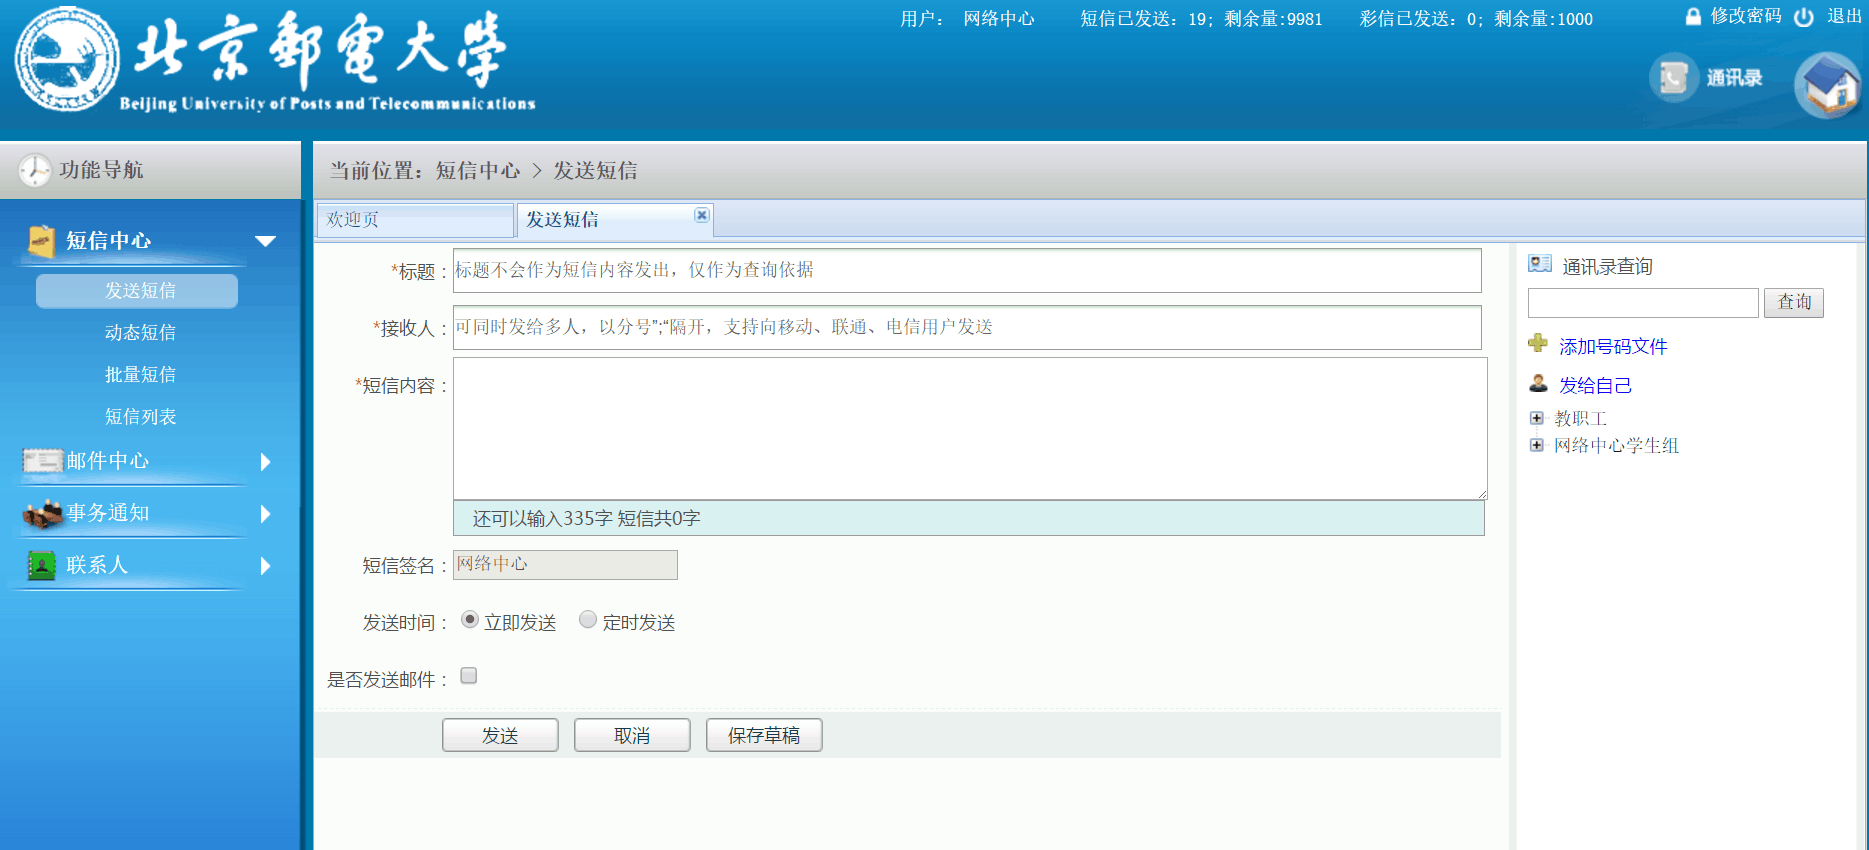 北京郵電大學
Beijing University of Posts and Telecommunications
用户： 网络中心 短信已发送：19；剩余量:9981 彩信已发送：0；剩余量:1000 修改密码 退出
通讯录
功能导航
当前位置：短信中心 > 发送短信
欢迎页 发送短信
短信中心
发送短信
动态短信
批量短信
短信列表
邮件中心
事务通知
联系人
*标题： 标题不会作为短信内容发出，仅作为查询依据
*接收人： 可同时发给多人，以分号”;“隔开，支持向移动、联通、电信用户发送
*短信内容：
还可以输入335字 短信共0字
短信签名： 网络中心
发送时间： 立即发送 定时发送
是否发送邮件：
发送 取消 保存草稿
通讯录查询
查询
添加号码文件
发给自己
教职工
网络中心学生组